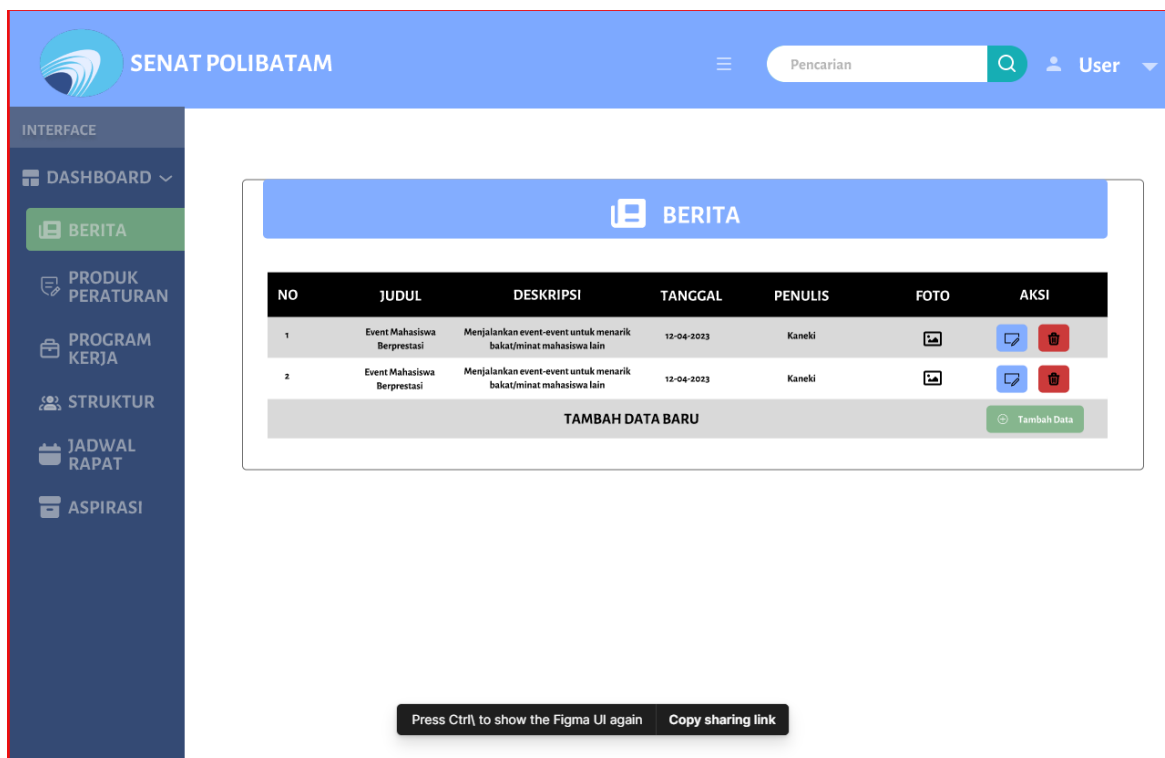 SENAT POLIBATAM
Pencarian
User
INTERFACE
DASHBOARD
BERITA
PRODUK
PERATURAN
PROGRAM
KERJA
STRUKTUR
JADWAL
RAPAT
ASPIRASI
BERITA
NO JUDUL DESKRIPSI TANGGAL PENULIS FOTO AKSI
1 Event Mahasiswa Menjalankan event-event untuk menarik 12-04-2023 Kaneki
Berprestasi bakat/minat mahasiswa lain
2 Event Mahasiswa Menjalankan event-event untuk menarik 12-04-2023 Kaneki
Berprestasi bakat/minat mahasiswa lain
TAMBAH DATA BARU Tambah Data
Press Ctrl\ to show the Figma UI again Copy sharing link